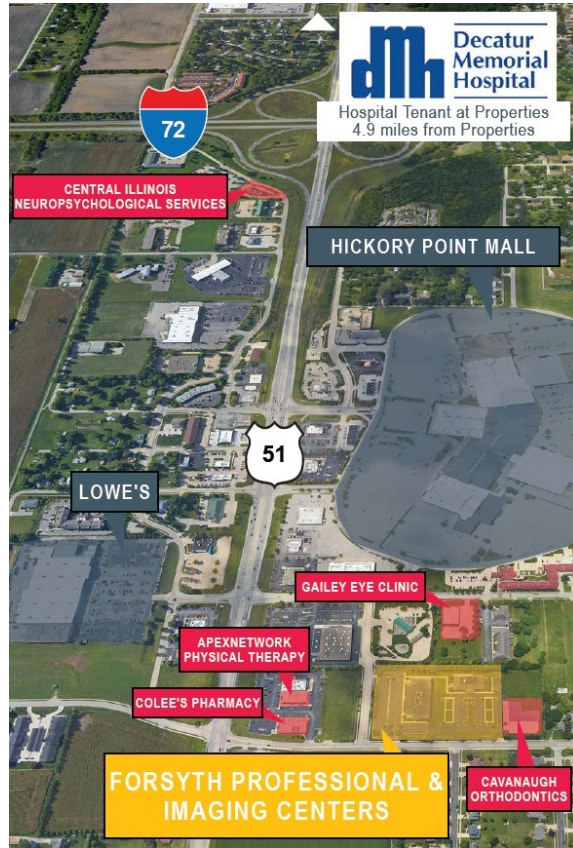 dmh
Decatur
Memorial
Hospital
Hospital Tenant at Properties
4.9 miles from Properties
72
CENTRAL ILLINOIS
NEUROPSYCHOLOGICAL SERVICES
HICKORY POINT MALL
51
LOWE'S
GAILEY EYE CLINIC
APEXNETWORK
PHYSICAL THERAPY
COLEE'S PHARMACY
FORSYTH PROFESSIONAL &
IMAGING CENTERS
CAVANAUGH
ORTHODONTICS